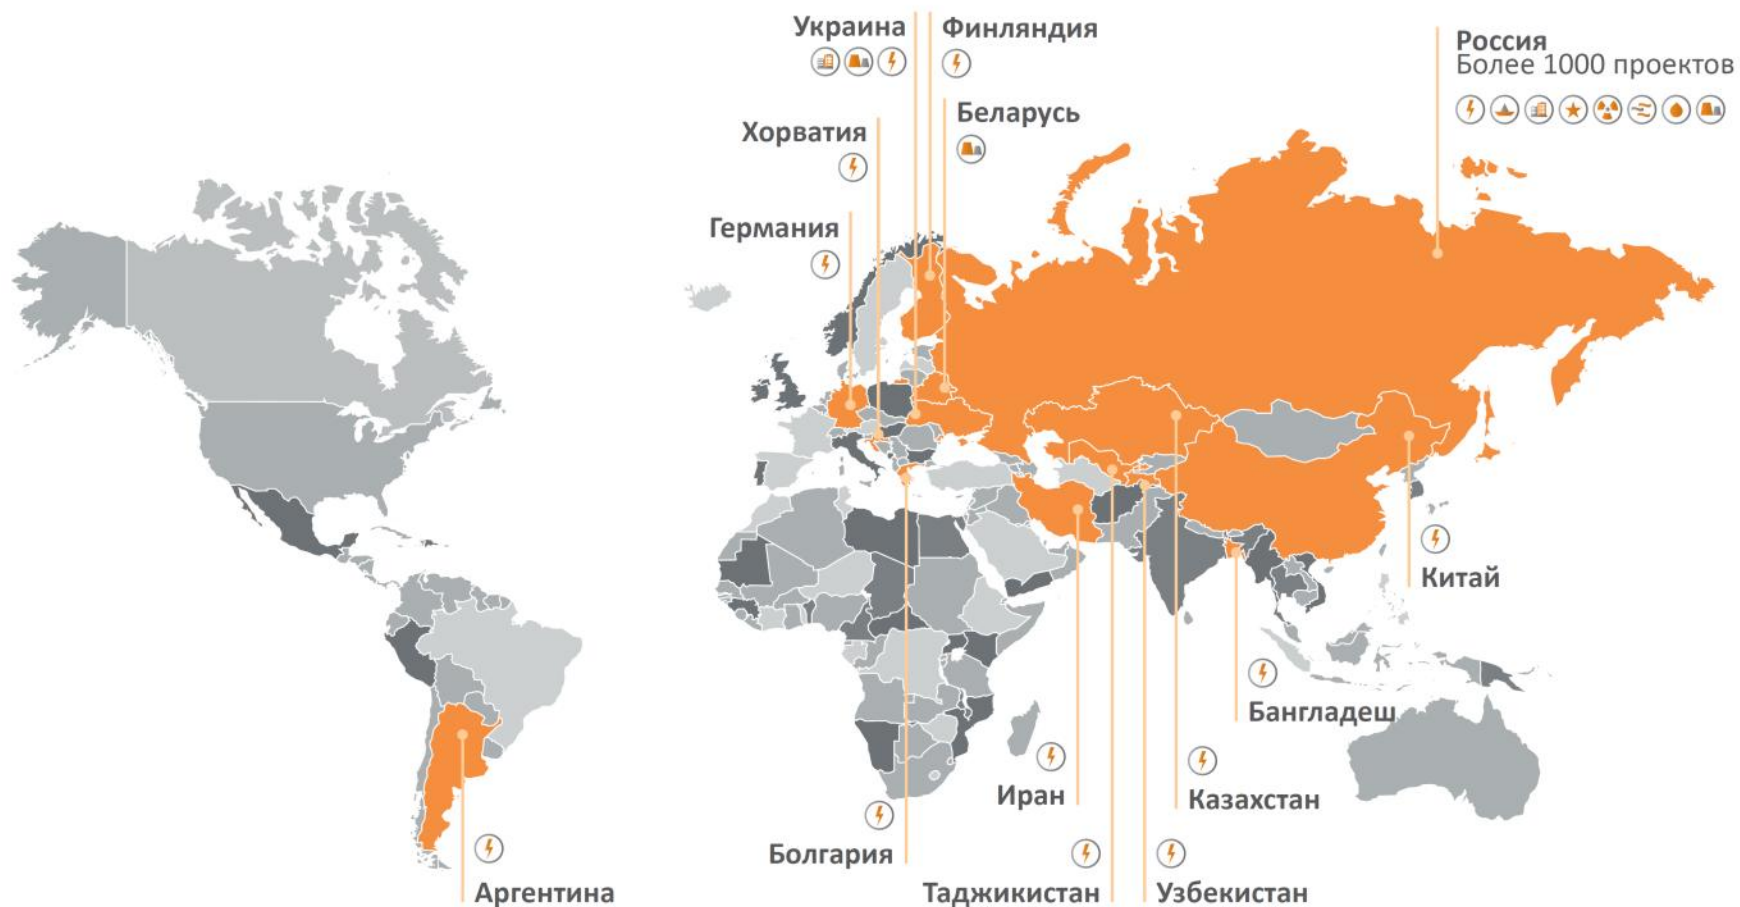 Украина
Финляндия
Россия
Более 1000 проектов
Хорватия
Беларусь
Германия
Китай
Бангладеш
Иран
Казахстан
Болгария
Аргентина
Таджикистан
Узбекистан